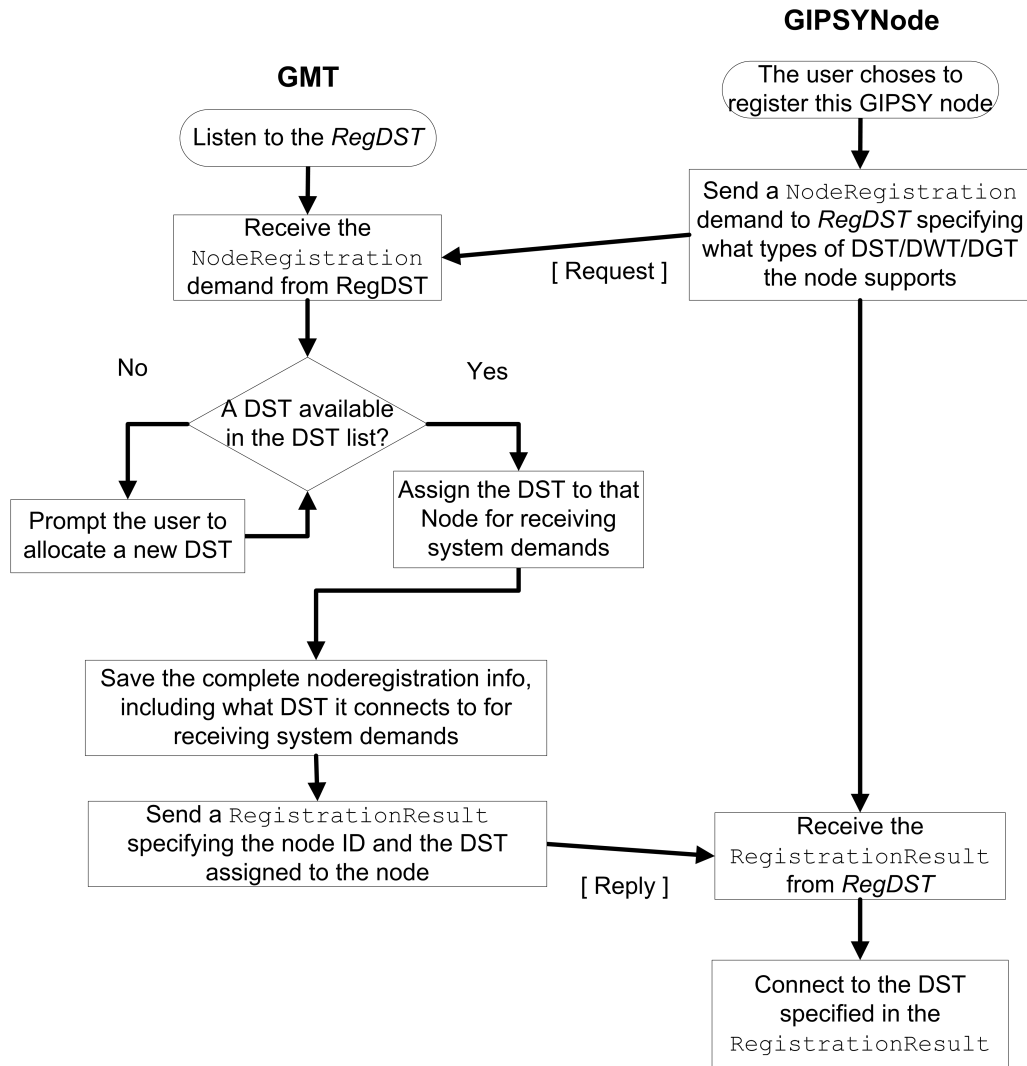 GIPSYNode
GMT
The user choses to
register this GIPSY node
Listen to the RegDST
Send a NodeRegistration
demand to RegDST specifying
what types of DST/DWT/DGT
the node supports
Receive the
NodeRegistration
demand from RegDST
[ Request ]
No
Yes
A DST available
in the DST list?
Assign the DST to that
Node for receiving
system demands
Prompt the user to
allocate a new DST
Save the complete noderegistration info,
including what DST it connects to for
receiving system demands
Send a RegistrationResult
specifying the node ID and the DST
assigned to the node
[ Reply ]
Receive the
RegistrationResult
from RegDST
Connect to the DST
specified in the
RegistrationResult